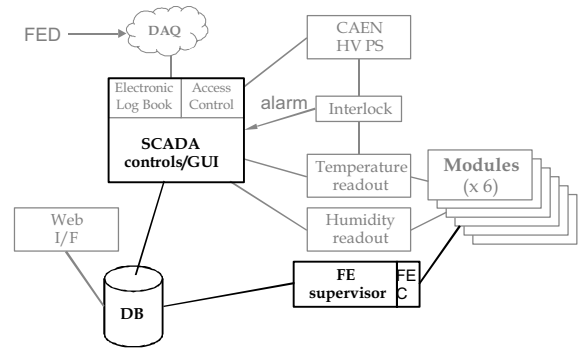 FED
DAQ
CAEN
HV PS
Electronic
Log Book
Access
Control
alarm
Interlock
SCADA
controls/GUI
Temperature
readout
Modules
(x 6)
Web
I/F
Humidity
readout
DB
FE
supervisor
FE
C